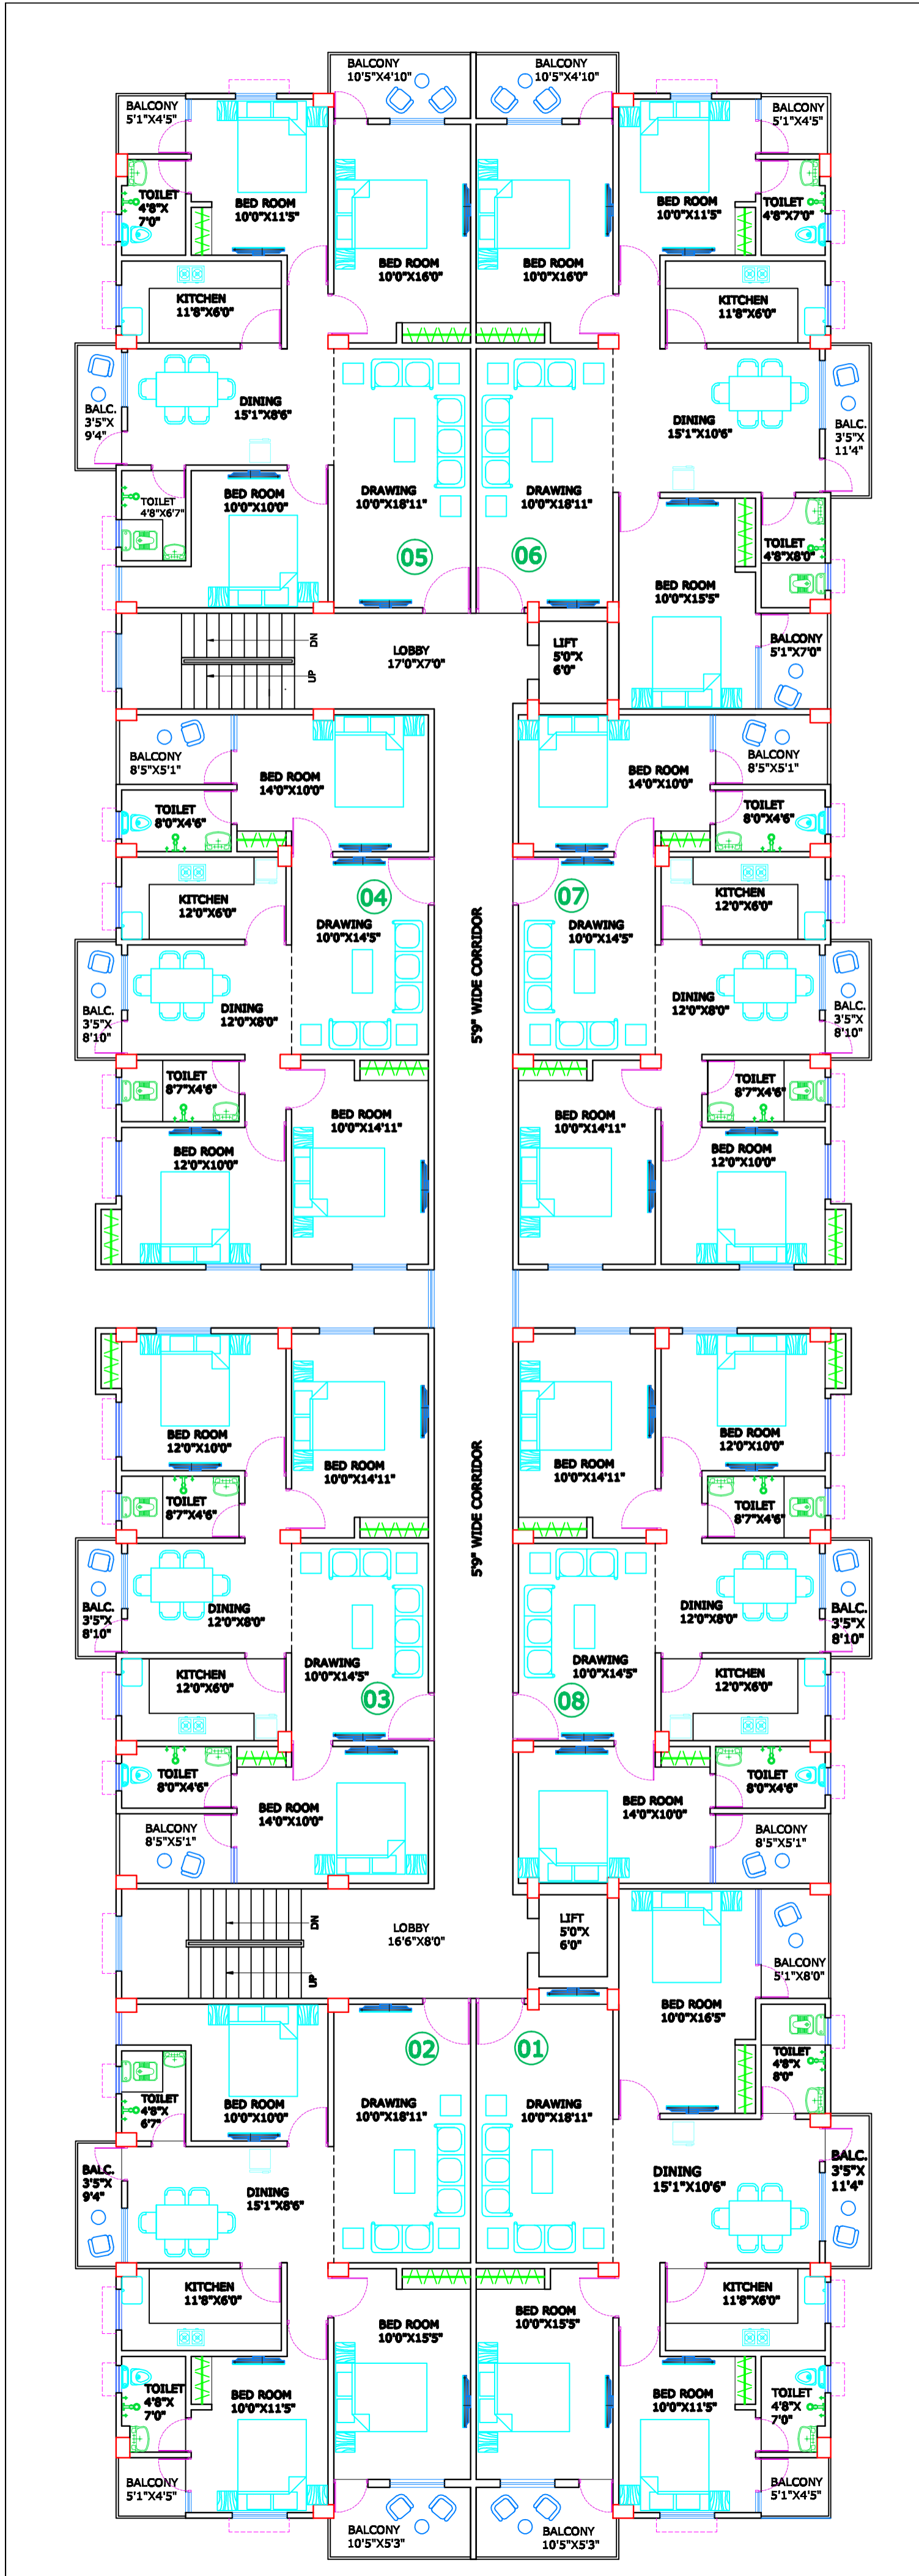 BALCONY
10'5"X4'10"
BALCONY
10'5"X4'10"
BALCONY
5'1"X4'5"
BALCONY
5'1"X4'5"
TOILET
4'8"X
7'0"
BED ROOM
10'0"X11'5"
BED ROOM
10'0"X11'5"
TOILET
4'8"X7'0"
BED ROOM
10'0"X16'0"
BED ROOM
10'0"X16'0"
KITCHEN
11'8"X6'0"
KITCHEN
11'8"X6'0"
BALC.
3'5"X
9'4"
DINING
15'1"X8'6"
DINING
15'1"X10'6"
BALC.
3'5"X
11'4"
TOILET
4'8"X6'7"
BED ROOM
10'0"X10'0"
DRAWING
10'0"X18'11"
DRAWING
10'0"X18'11"
05
06
TOILET
4'8"X8'0"
BED ROOM
10'0"X15'5"
DN
UP
LOBBY
17'0"X7'0"
LIFT
5'0"X
6'0"
BALCONY
5'1"X7'0"
BALCONY
8'5"X5'1"
BED ROOM
14'0"X10'0"
BED ROOM
14'0"X10'0"
BALCONY
8'5"X5'1"
TOILET
8'0"X4'6"
TOILET
8'0"X4'6"
KITCHEN
12'0"X6'0"
04
07
KITCHEN
12'0"X6'0"
DRAWING
10'0"X14'5"
DRAWING
10'0"X14'5"
5'9" WIDE CORRIDOR
BALC.
3'5"X
8'10"
DINING
12'0"X8'0"
DINING
12'0"X8'0"
BALC.
3'5"X
8'10"
TOILET
8'7"X4'6"
TOILET
8'7"X4'6"
BED ROOM
10'0"X14'11"
BED ROOM
10'0"X14'11"
BED ROOM
12'0"X10'0"
BED ROOM
12'0"X10'0"
BED ROOM
12'0"X10'0"
BED ROOM
12'0"X10'0"
BED ROOM
10'0"X14'11"
BED ROOM
10'0"X14'11"
5'9" WIDE CORRIDOR
TOILET
8'7"X4'6"
TOILET
8'7"X4'6"
BALC.
3'5"X
8'10"
DINING
12'0"X8'0"
DINING
12'0"X8'0"
BALC.
3'5"X
8'10"
DRAWING
10'0"X14'5"
DRAWING
10'0"X14'5"
KITCHEN
12'0"X6'0"
KITCHEN
12'0"X6'0"
03
08
TOILET
8'0"X4'6"
TOILET
8'0"X4'6"
BED ROOM
14'0"X10'0"
BED ROOM
14'0"X10'0"
BALCONY
8'5"X5'1"
BALCONY
8'5"X5'1"
DN
UP
LOBBY
16'6"X8'0"
LIFT
5'0"X
6'0"
BALCONY
5'1"X8'0"
BED ROOM
10'0"X16'5"
02
01
TOILET
4'8"X
8'0"
TOILET
4'8"X
6'7"
BED ROOM
10'0"X10'0"
DRAWING
10'0"X18'11"
DRAWING
10'0"X18'11"
BALC.
3'5"X
9'4"
DINING
15'1"X8'6"
DINING
15'1"X10'6"
BALC.
3'5"X
11'4"
KITCHEN
11'8"X6'0"
KITCHEN
11'8"X6'0"
BED ROOM
10'0"X15'5"
BED ROOM
10'0"X15'5"
TOILET
4'8"X
7'0"
BED ROOM
10'0"X11'5"
BED ROOM
10'0"X11'5"
TOILET
4'8"X
7'0"
BALCONY
5'1"X4'5"
BALCONY
5'1"X4'5"
BALCONY
10'5"X5'3"
BALCONY
10'5"X5'3"